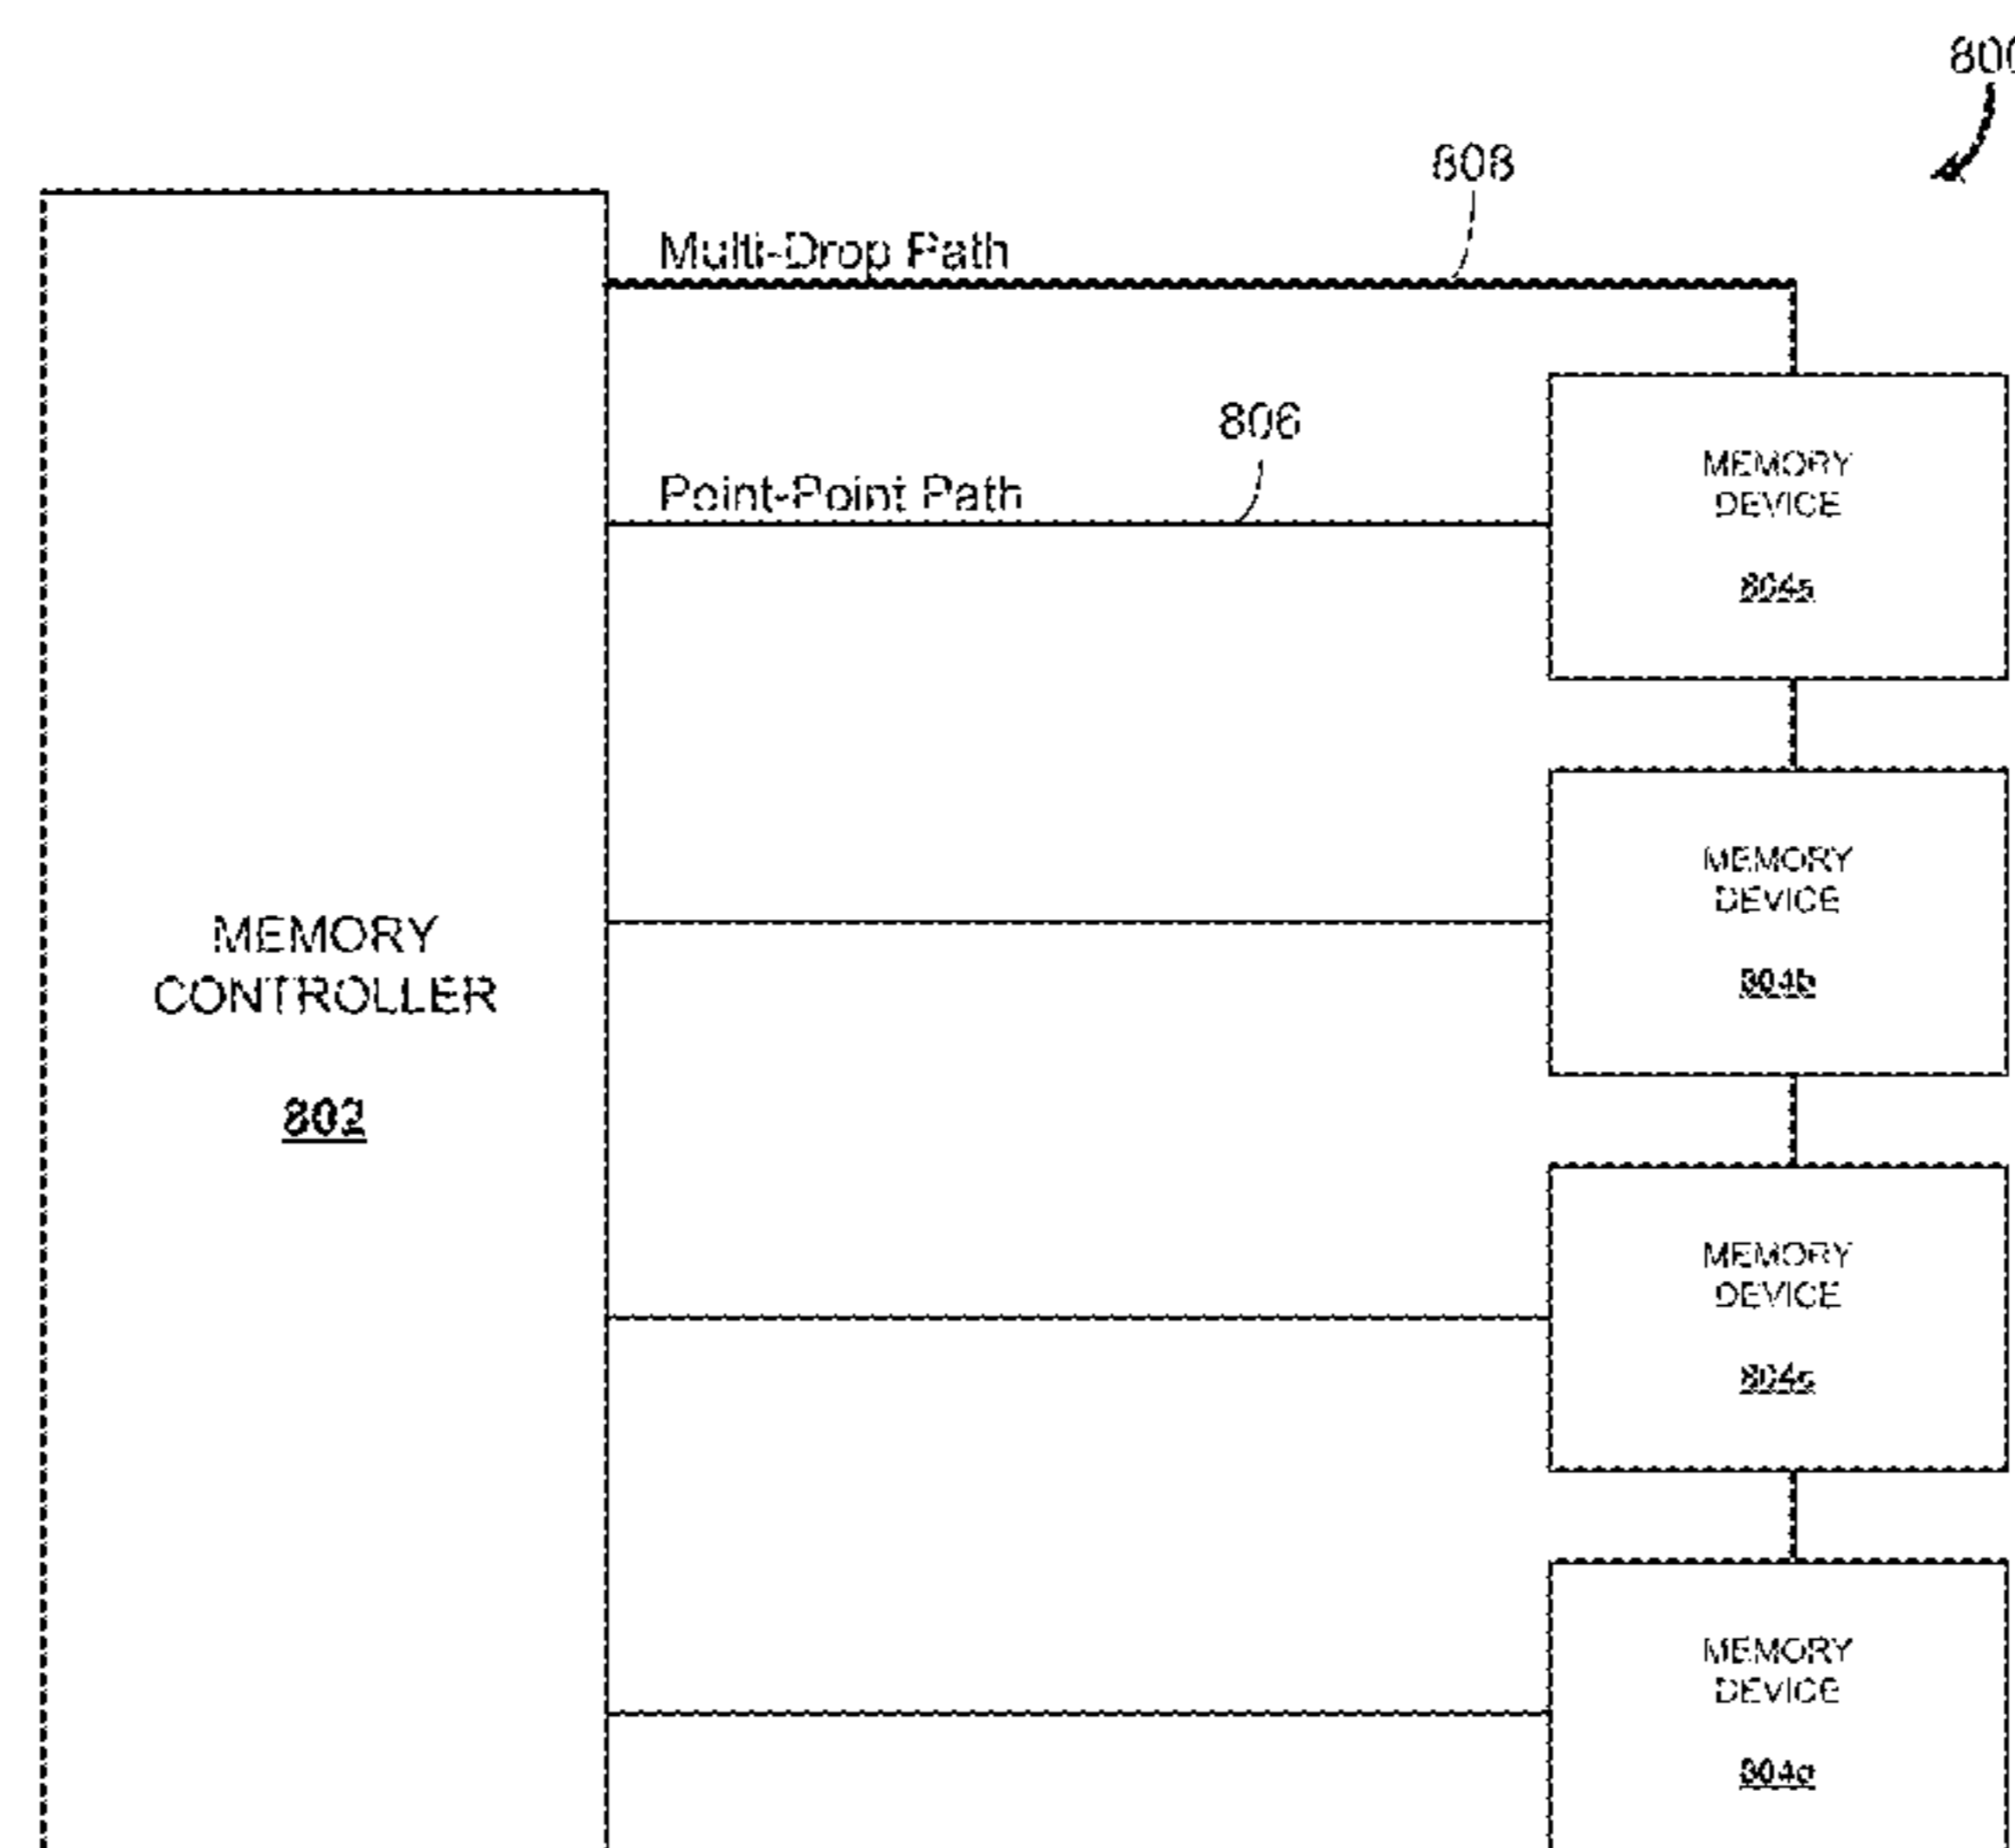 800
808
Multi-Drop Path
806
Point-Point Path
MEMORY
DEVICE
804a
MEMORY
DEVICE
804b
MEMORY
CONTROLLER
802
MEMORY
DEVICE
804c
MEMORY
DEVICE
804d